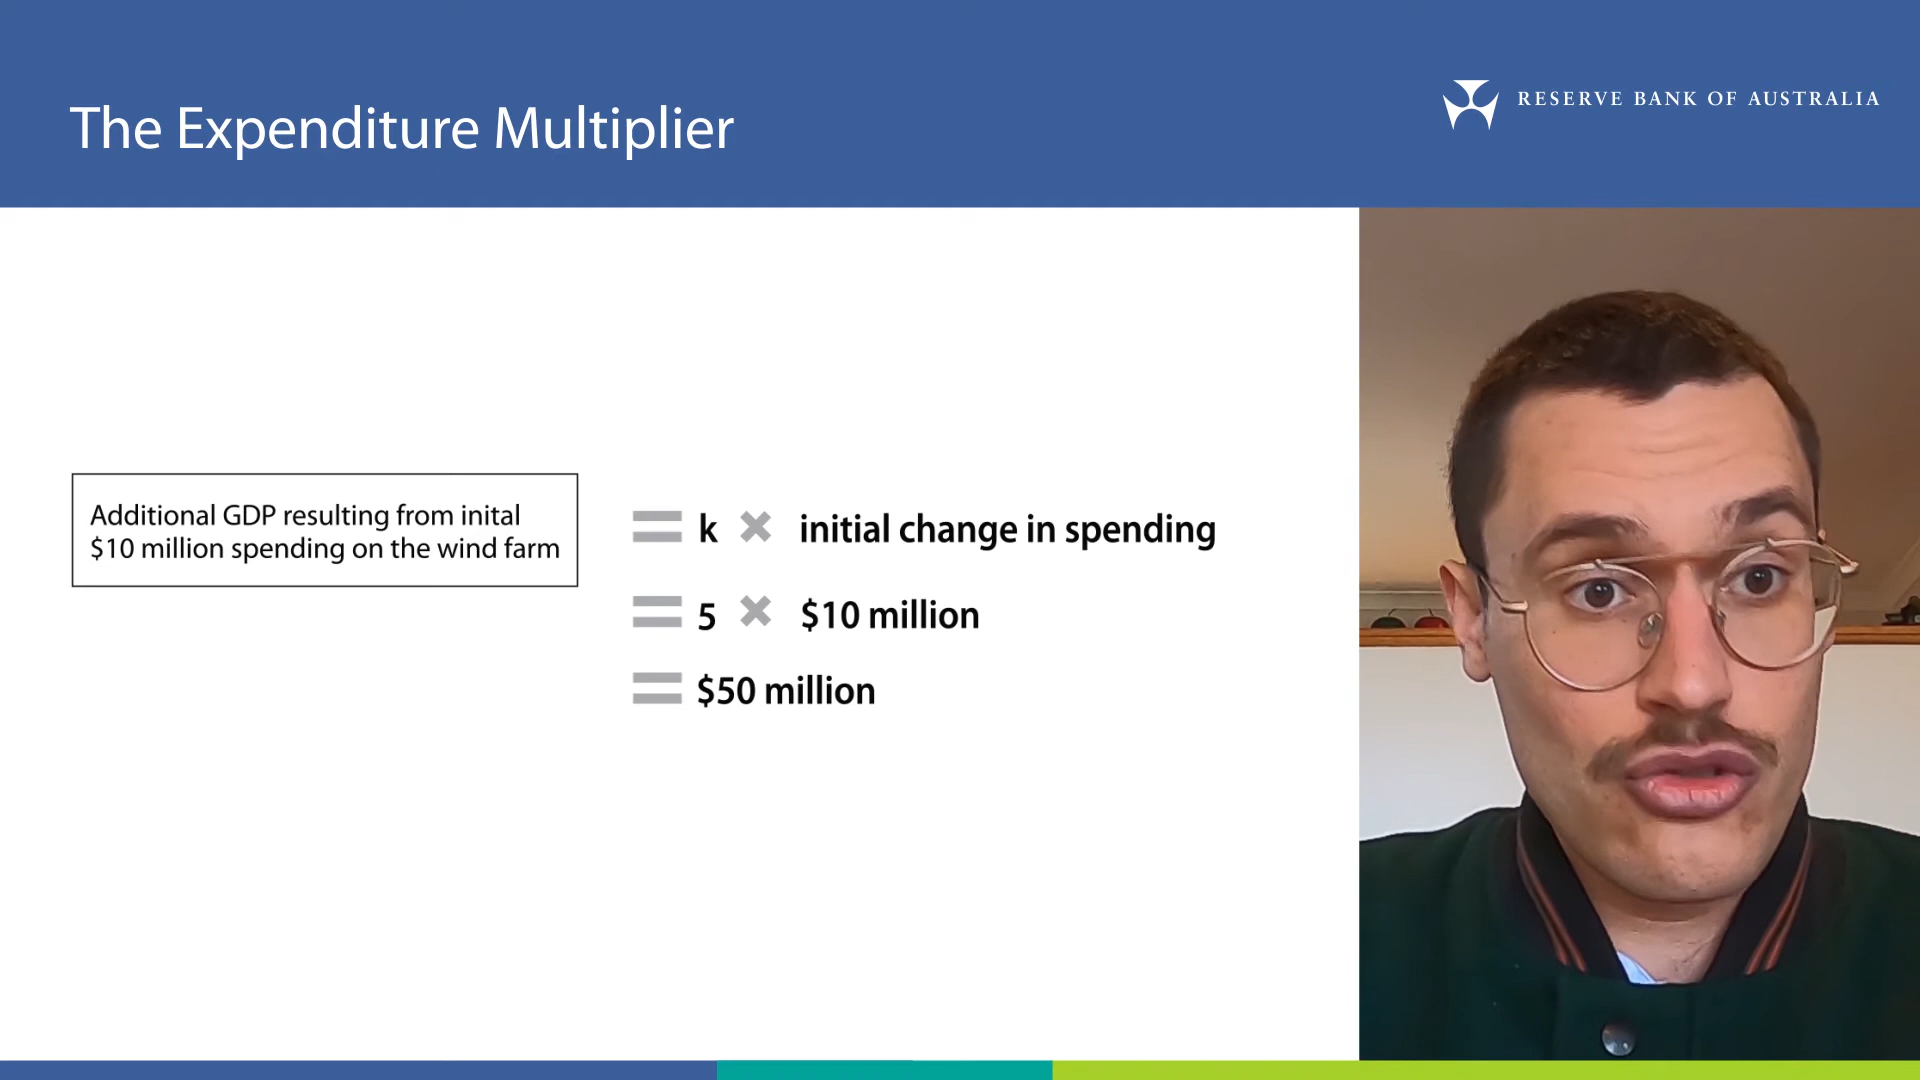 The Expenditure Multiplier
RESERVE BANK OF AUSTRALIA
Additional GDP resulting from inital
$10 million spending on the wind farm
= k × initial change in spending
= 5 × $10 million
= $50 million